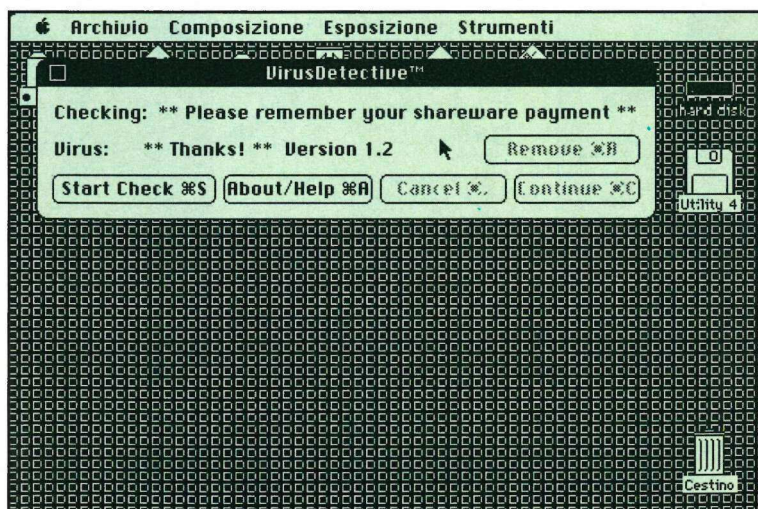 Archivio Composizione Esposizione Strumenti
VirusDetective™
Checking: ** Please remember your shareware payment **
Virus: ** Thanks! ** Version 1.2
Remove ⌘R
Start Check ⌘S About/Help ⌘A Cancel ⌘. Continue ⌘C
hard disk
Utility 4
Cestino